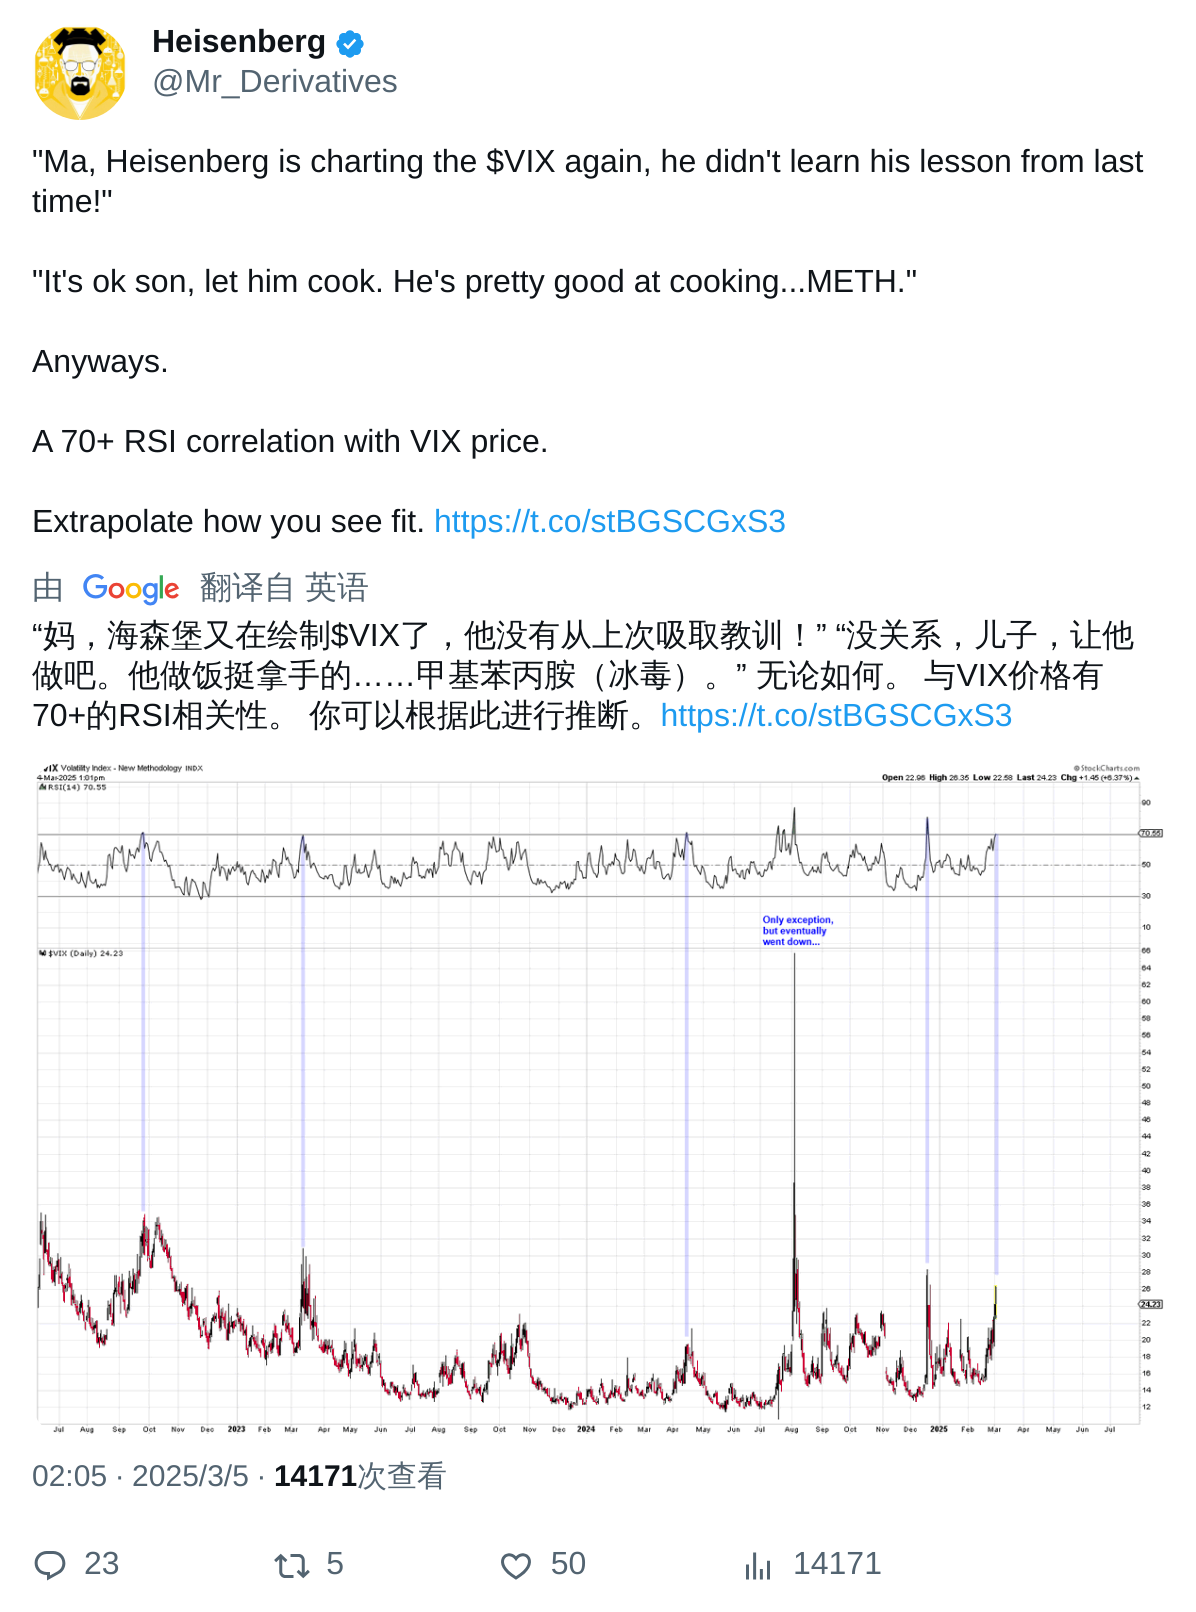 Heisenberg
@Mr_Derivatives
"Ma, Heisenberg is charting the $VIX again, he didn't learn his lesson from last
time!"
"It's ok son, let him cook. He's pretty good at cooking...METH."
Anyways.
A 70+ RSI correlation with VIX price.
Extrapolate how you see fit. https://t.co/stBGSCGxS3
由 Google 翻译自 英语
“妈，海森堡又在绘制$VIX了，他没有从上次吸取教训！” “没关系，儿子，让他
做吧。他做饭挺拿手的……甲基苯丙胺（冰毒）。” 无论如何。 与VIX价格有
70+的RSI相关性。 你可以根据此进行推断。https://t.co/stBGSCGxS3
Volatility Index - New Methodology INDX
© StockCharts.com
4-Mar-2025 1:01pm
Open 22.96 High 26.35 Low 22.58 Last 24.23 Chg +1.45 (+6.37%)
RSI(14) 70.55
90
70.55
50
30
10
Only exception,
but eventually
went down...
$VIX (Daily) 24.23
66
64
62
60
58
56
54
52
50
48
46
44
42
40
38
36
34
32
30
28
26
24.23
22
20
18
16
14
12
Jul Aug Sep Oct Nov Dec 2023 Feb Mar Apr May Jun Jul Aug Sep Oct Nov Dec 2024 Feb Mar Apr May Jun Jul Aug Sep Oct Nov Dec 2025 Feb Mar Apr May Jun Jul
02:05 · 2025/3/5 · 14171次查看
23 5 50 14171